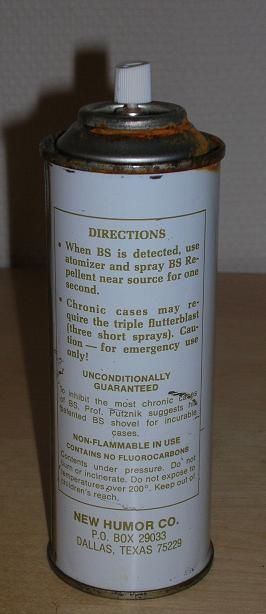 DIRECTIONS
• When BS is detected, use
atomizer and spray BS Re-
pellent near source for one
second.
• Chronic cases may re-
quire the triple flutterblast
(three short sprays). Cau-
tion — for emergency use
only!
UNCONDITIONALLY
GUARANTEED
To inhibit the most chronic cases
of BS, Prof. Putznik suggests his
patented BS shovel for incurable
cases.
NON-FLAMMABLE IN USE
CONTAINS NO FLUOROCARBONS
Contents under pressure. Do not
burn or incinerate. Do not expose to
temperatures over 200°. Keep out of
children's reach.
NEW HUMOR CO.
P.O. BOX 29033
DALLAS, TEXAS 75229